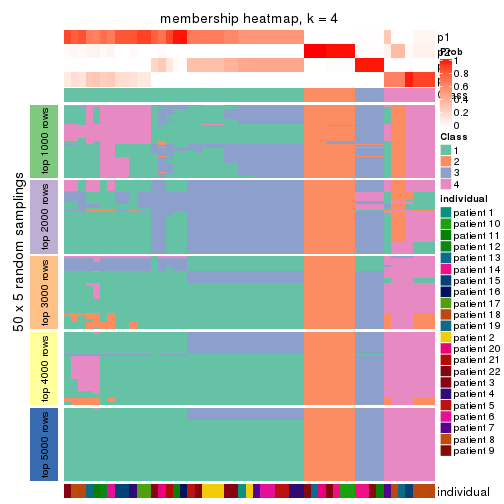 membership heatmap, k = 4
p1
p2
Prob
1
0.8
0.6
0.4
0.2
0
Class
1
2
3
4
Individual
patient 1
patient 10
patient 11
patient 12
patient 13
patient 14
patient 15
patient 16
patient 17
patient 18
patient 19
patient 2
patient 20
patient 21
patient 22
patient 3
patient 4
patient 5
patient 6
patient 7
patient 8
patient 9
50 x 5 random samplings
top 1000 rows
top 2000 rows
top 3000 rows
top 4000 rows
top 5000 rows
individual